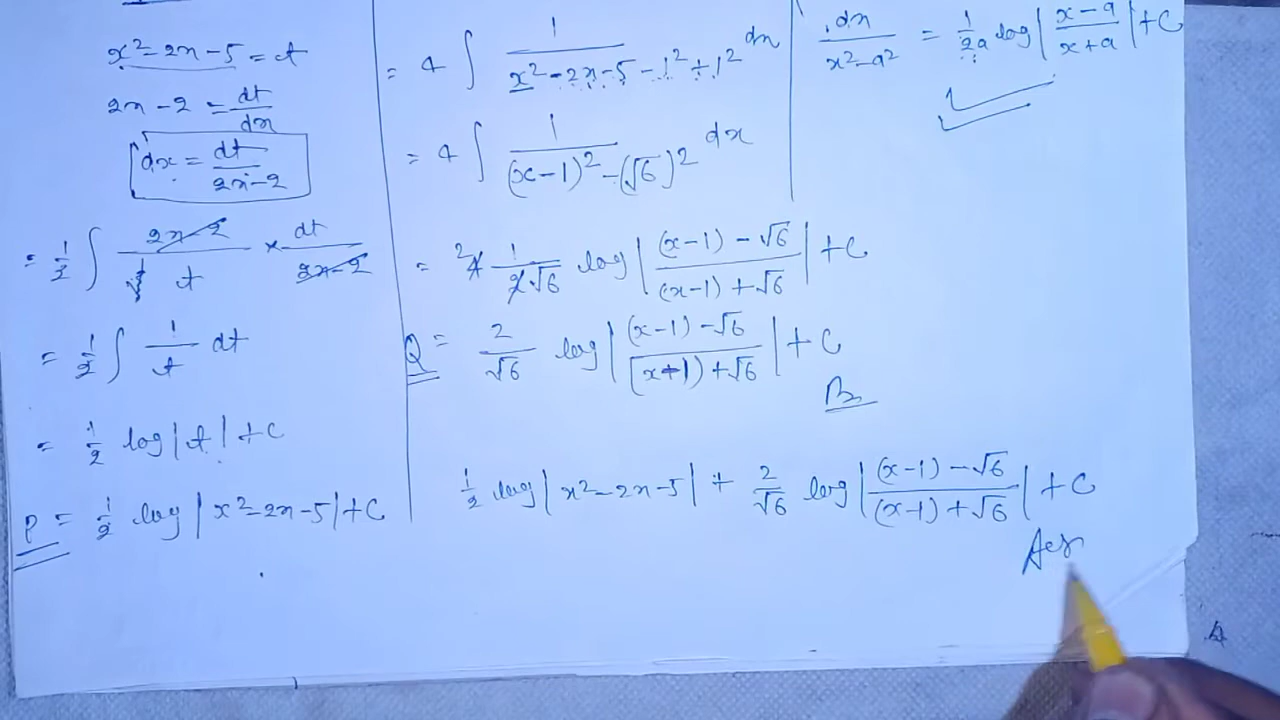 x² - 2x - 5 = t
2x - 2 = dt/dx
dx = dt/(2x - 2)
= 1/2 ∫ (2x - 2)/t × dt/(2x - 2)
= 1/2 ∫ 1/t dt
= 1/2 log|t| + C
P = 1/2 log|x² - 2x - 5| + C
= 4 ∫ 1/(x² - 2x - 5 - 1² + 1²) dx
= 4 ∫ 1/((x - 1)² - (√6)²) dx
= 4 1/(2√6) log|((x - 1) - √6)/((x - 1) + √6)| + C
Q = 2/√6 log|((x - 1) - √6)/((x + 1) + √6)| + C
1/2 log|x² - 2x - 5| + 2/√6 log|((x - 1) - √6)/((x - 1) + √6)| + C
Ans
dx/(x² - a²) = 1/(2a) log|(x - a)/(x + a)| + C